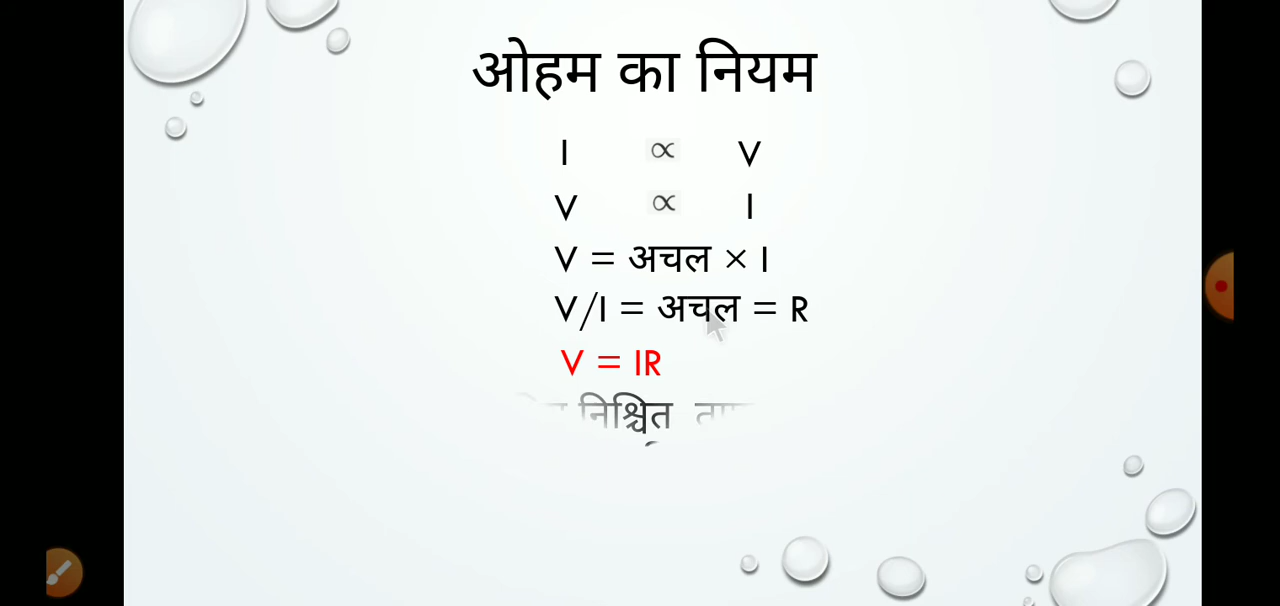 ओहम का नियम
I ∝ V
V ∝ I
V = अचल × I
V/I = अचल = R
V = IR
निश्चित